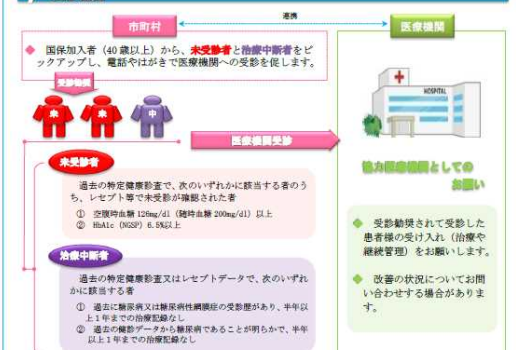 連携
市町村
医療機関
◆ 国保加入者（40歳以上）から、未受診者と治療中断者をピ
ックアップし、電話やはがきで医療機関への受診を促します。
受診勧奨
未
未
中
医療機関受診
HOSPITAL
協力医療機関としての
お願い
未受診者
過去の特定健康診査で、次のいずれかに該当する者のう
ち、レセプト等で未受診が確認された者
① 空腹時血糖 126mg/dl（随時血糖 200mg/dl）以上
② HbA1c（NGSP）6.5%以上
◆ 受診勧奨されて受診した
患者様の受け入れ（治療や
継続管理）をお願いします。
◆ 改善の状況についてお問
い合わせする場合がありま
す。
治療中断者
過去の特定健康診査又はレセプトデータで、次のいずれ
かに該当する者
① 過去に糖尿病又は糖尿病性網膜症の受診歴があり、半年以
上1年までの治療記録なし
② 過去の健診データから糖尿病であることが明らかで、半年
以上1年までの治療記録なし